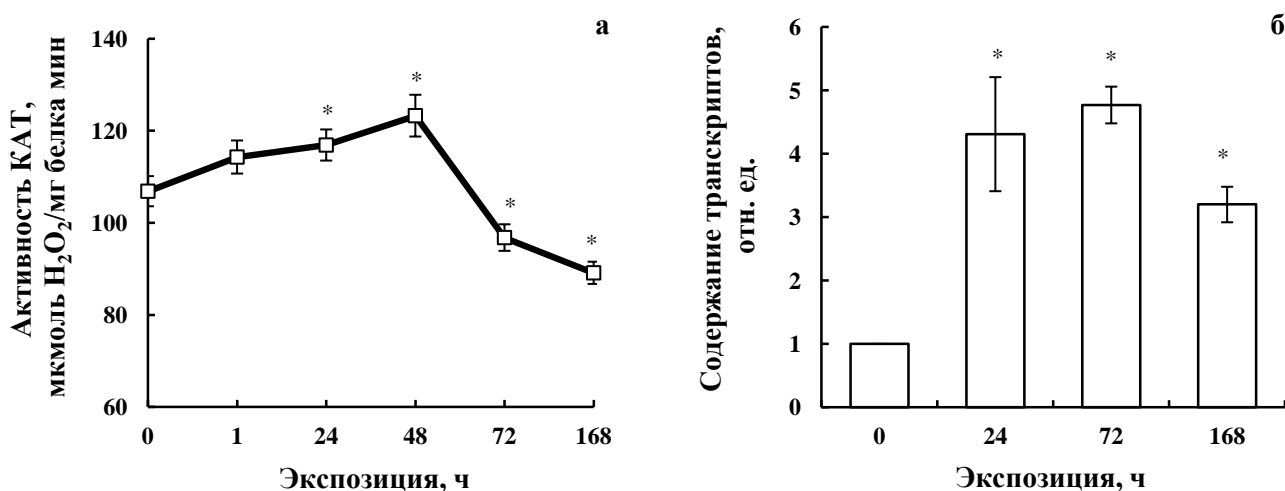 а
Активность КАТ,
мкмоль H₂O₂/мг белка мин
140
120
100
80
60
*
*
*
*
0 1 24 48 72 168
Экспозиция, ч
б
Содержание транскриптов,
отн. ед.
6
5
4
3
2
1
0
*
*
*
0 24 72 168
Экспозиция, ч